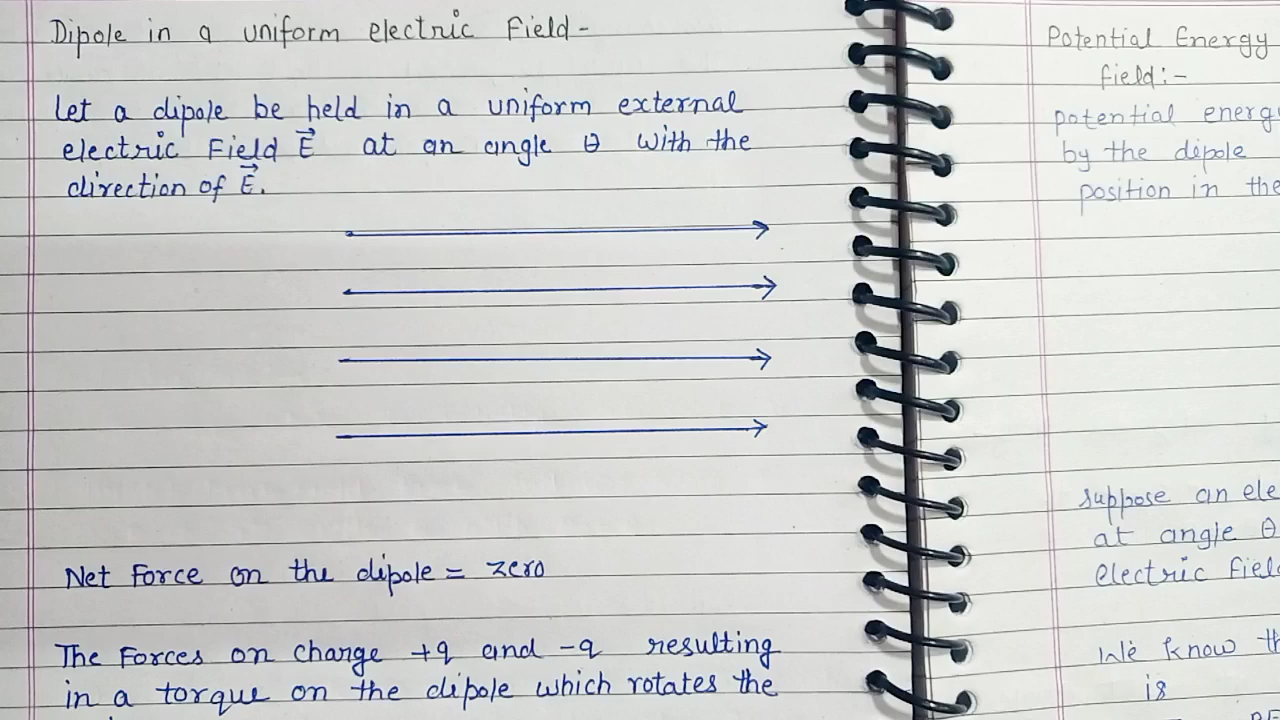 Dipole in a uniform electric Field -
Let a dipole be held in a uniform external
electric Field E⃗ at an angle θ with the
direction of E⃗.
Net Force on the dipole = zero
The Forces on charge +q and -q resulting
in a torque on the dipole which rotates the
Potential Energy
field:-
potential energ
by the dipole
position in the
suppose an ele
at angle θ
electric fiel
We know th
is